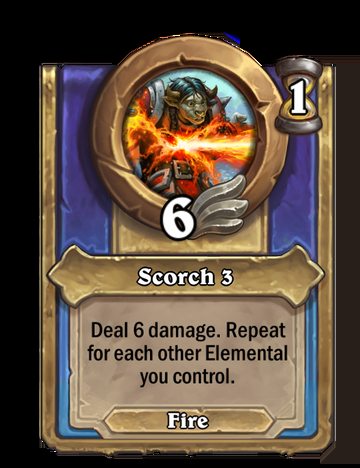 1
6
Scorch 3
Deal 6 damage. Repeat
for each other Elemental
you control.
Fire